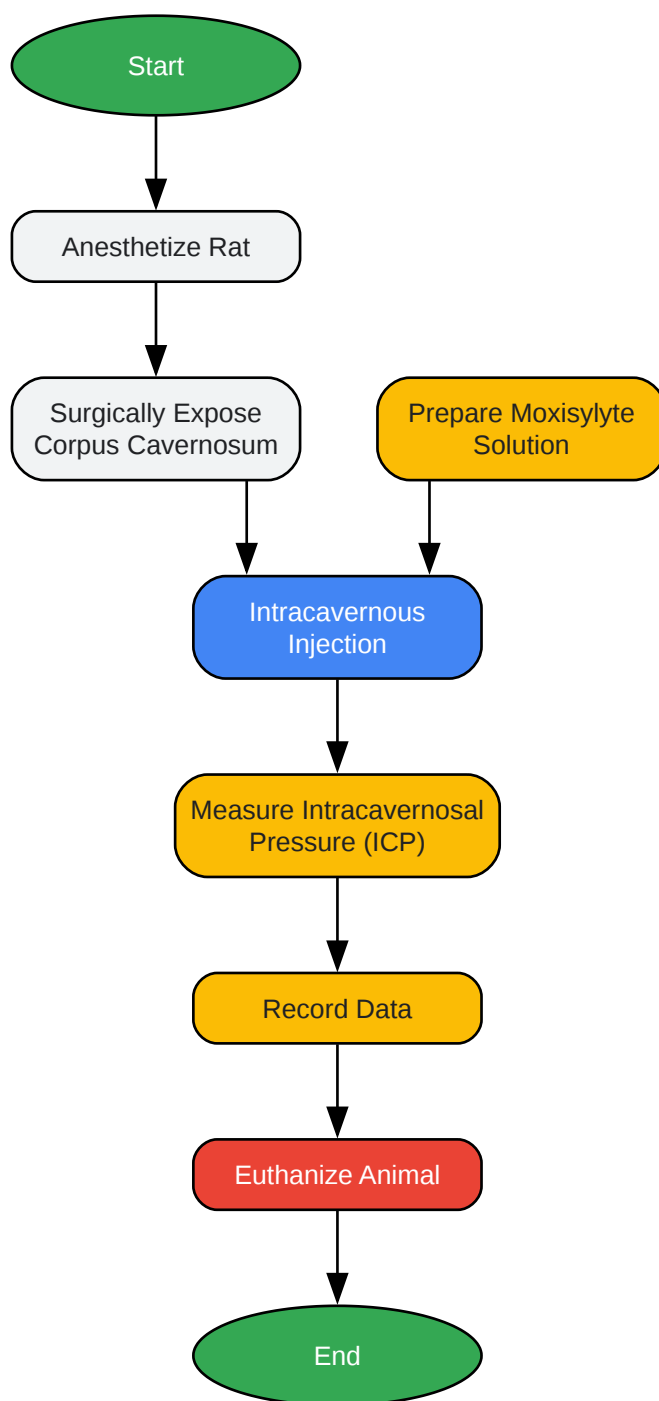 Start
Anesthetize Rat
Surgically Expose
Corpus Cavernosum
Prepare Moxisylyte
Solution
Intracavernous
Injection
Measure Intracavernosal
Pressure (ICP)
Record Data
Euthanize Animal
End